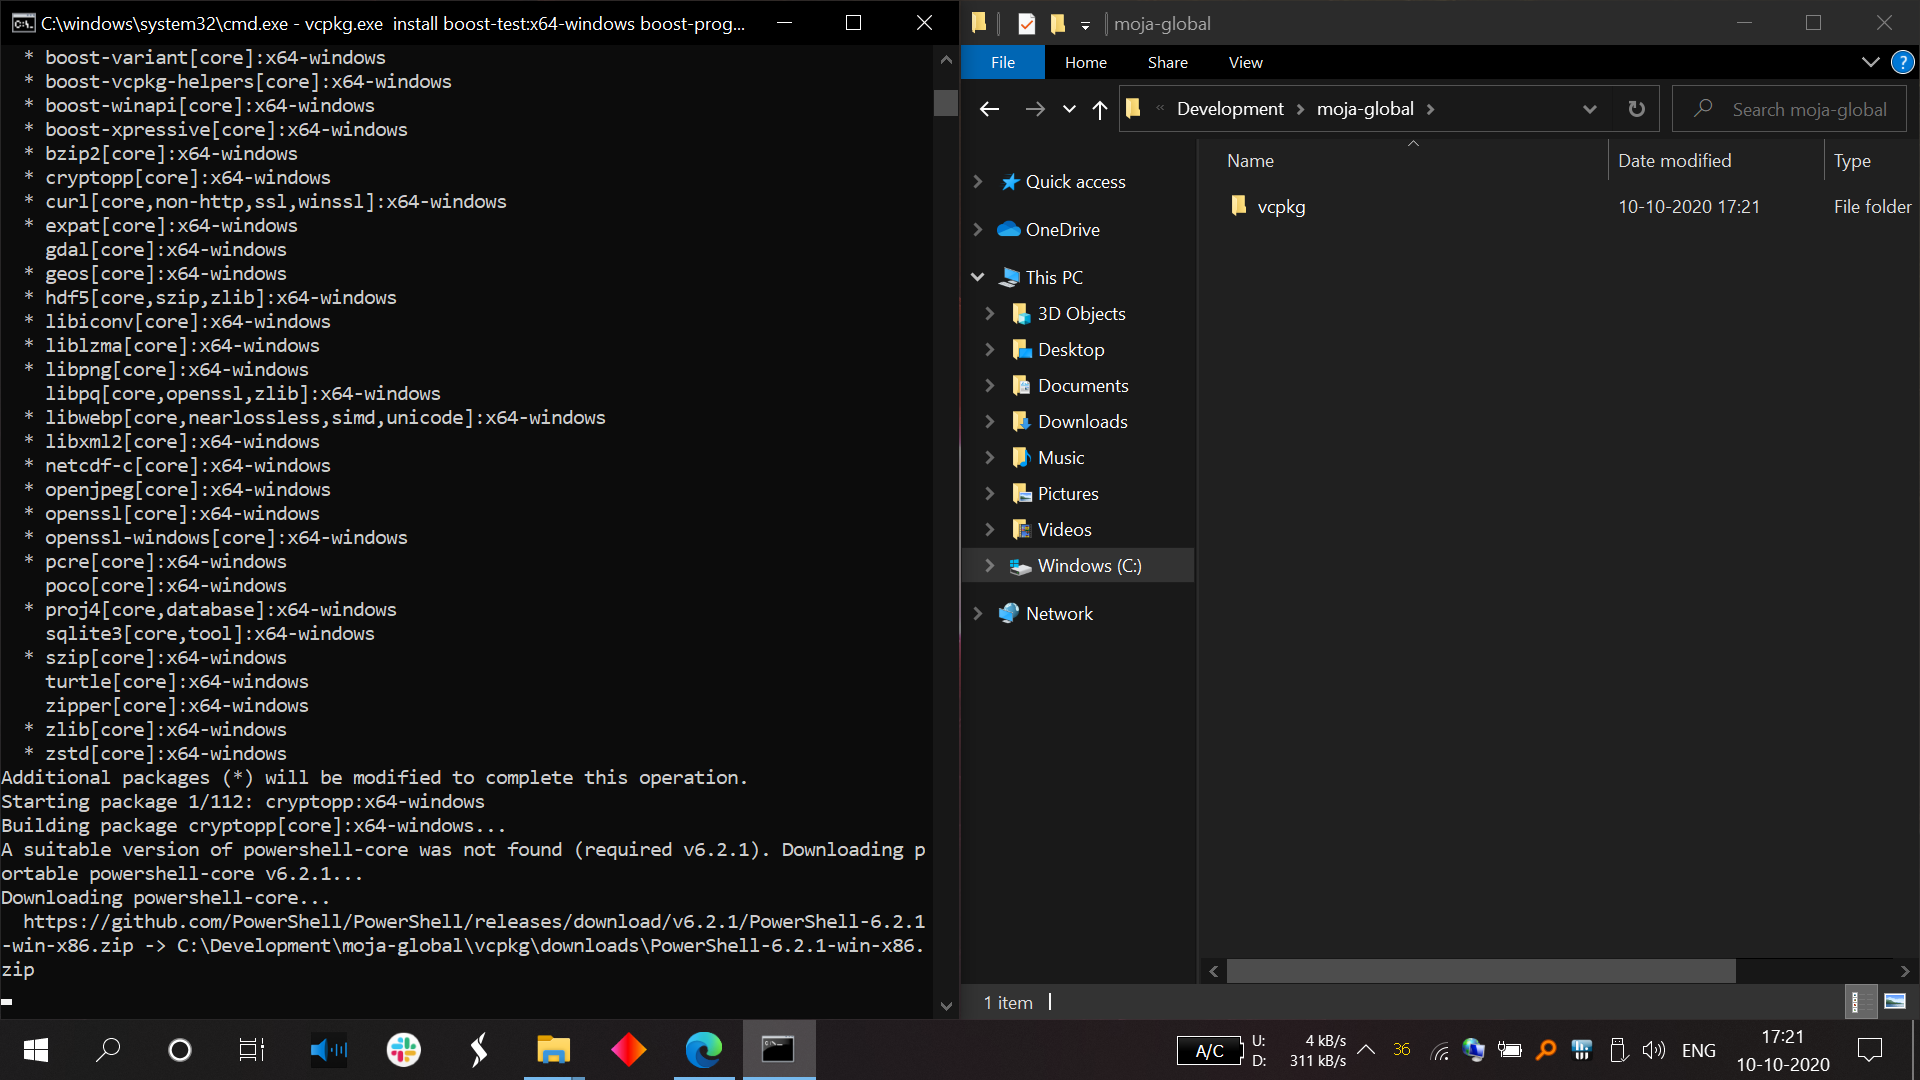 C:\windows\system32\cmd.exe - vcpkg.exe  install boost-test:x64-windows boost-prog...
  * boost-variant[core]:x64-windows
  * boost-vcpkg-helpers[core]:x64-windows
  * boost-winapi[core]:x64-windows
  * boost-xpressive[core]:x64-windows
  * bzip2[core]:x64-windows
  * cryptopp[core]:x64-windows
  * curl[core,non-http,ssl,winssl]:x64-windows
  * expat[core]:x64-windows
    gdal[core]:x64-windows
  * geos[core]:x64-windows
  * hdf5[core,szip,zlib]:x64-windows
  * libiconv[core]:x64-windows
  * liblzma[core]:x64-windows
  * libpng[core]:x64-windows
    libpq[core,openssl,zlib]:x64-windows
  * libwebp[core,nearlossless,simd,unicode]:x64-windows
  * libxml2[core]:x64-windows
  * netcdf-c[core]:x64-windows
  * openjpeg[core]:x64-windows
  * openssl[core]:x64-windows
  * openssl-windows[core]:x64-windows
  * pcre[core]:x64-windows
    poco[core]:x64-windows
  * proj4[core,database]:x64-windows
    sqlite3[core,tool]:x64-windows
  * szip[core]:x64-windows
    turtle[core]:x64-windows
    zipper[core]:x64-windows
  * zlib[core]:x64-windows
  * zstd[core]:x64-windows
Additional packages (*) will be modified to complete this operation.
Starting package 1/112: cryptopp:x64-windows
Building package cryptopp[core]:x64-windows...
A suitable version of powershell-core was not found (required v6.2.1). Downloading p
ortable powershell-core v6.2.1...
Downloading powershell-core...
  https://github.com/PowerShell/PowerShell/releases/download/v6.2.1/PowerShell-6.2.1
-win-x86.zip -> C:\Development\moja-global\vcpkg\downloads\PowerShell-6.2.1-win-x86.
zip
moja-global
File Home Share View ?
« Development > moja-global >
Search moja-global
Quick access
OneDrive
This PC
3D Objects
Desktop
Documents
Downloads
Music
Pictures
Videos
Windows (C:)
Network
Name Date modified Type
vcpkg 10-10-2020 17:21 File folder
1 item
A/C
U: 4 kB/s
D: 311 kB/s
36
ENG
17:21
10-10-2020